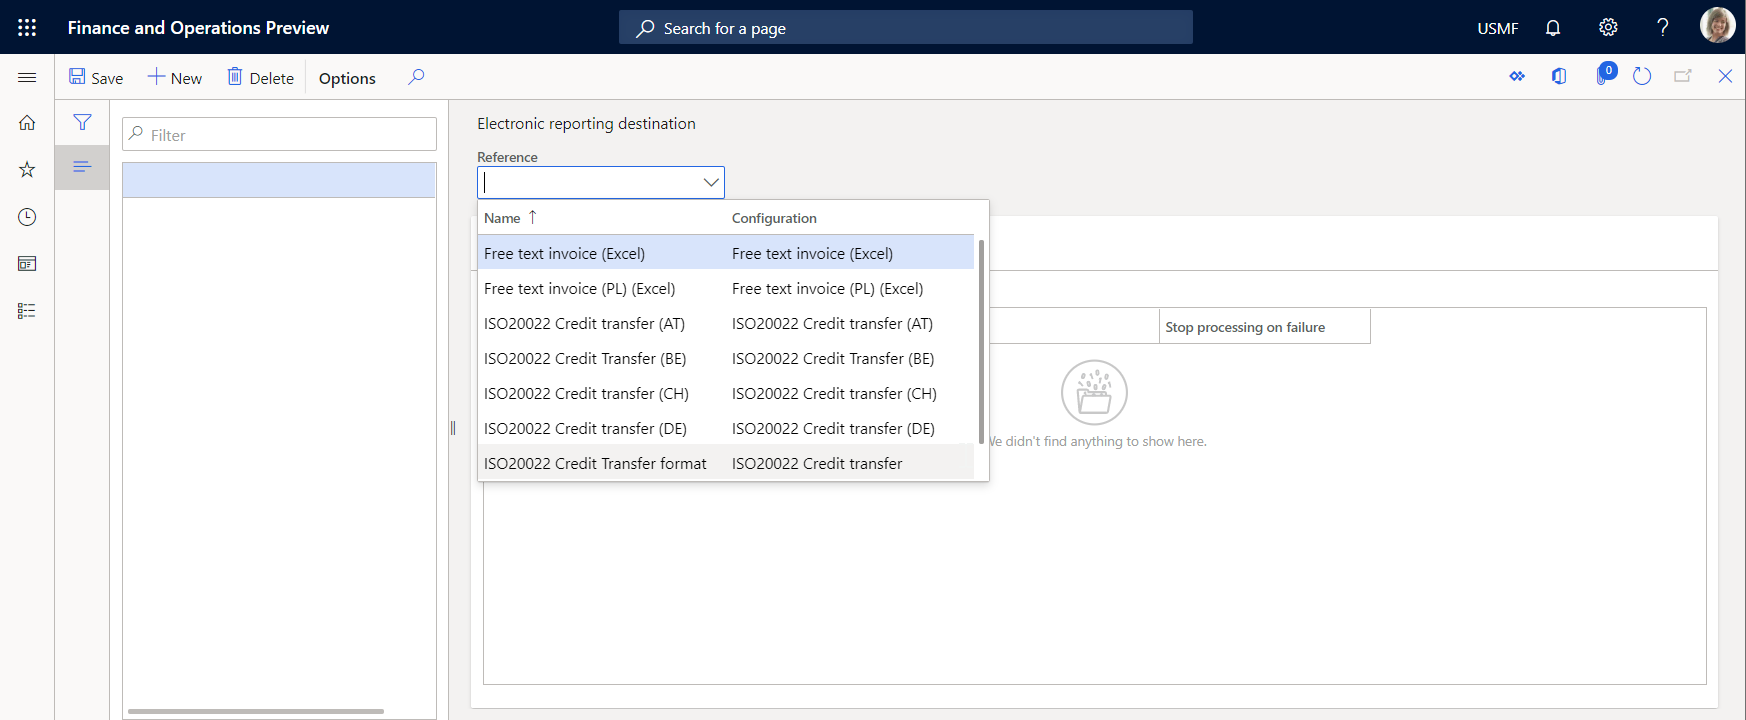 Finance and Operations Preview
Search for a page
USMF
Save
New
Delete
Options
0
Filter
Electronic reporting destination
Reference
Name ↑ Configuration
Free text invoice (Excel) Free text invoice (Excel)
Free text invoice (PL) (Excel) Free text invoice (PL) (Excel)
ISO20022 Credit transfer (AT) ISO20022 Credit transfer (AT)
ISO20022 Credit Transfer (BE) ISO20022 Credit Transfer (BE)
ISO20022 Credit transfer (CH) ISO20022 Credit transfer (CH)
ISO20022 Credit transfer (DE) ISO20022 Credit transfer (DE)
ISO20022 Credit Transfer format ISO20022 Credit transfer
Stop processing on failure
didn't find anything to show here.